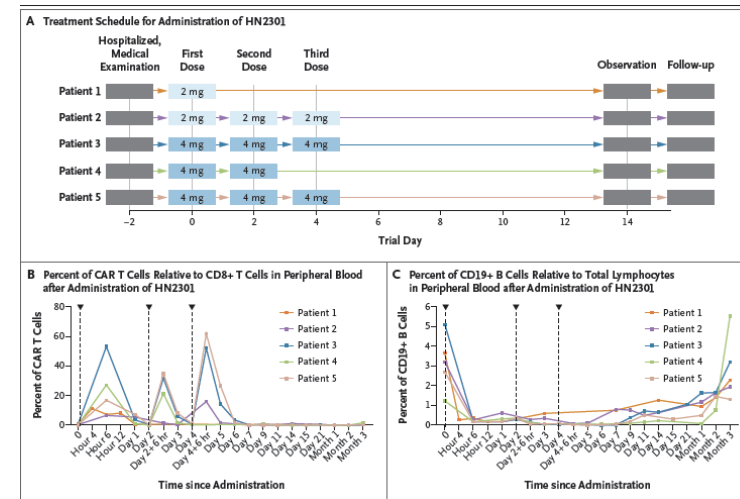 A Treatment Schedule for Administration of HN2301
Hospitalized,
Medical
Examination
First
Dose
Second
Dose
Third
Dose
Observation
Follow-up
Patient 1
2 mg
Patient 2
2 mg
2 mg
2 mg
Patient 3
4 mg
4 mg
4 mg
Patient 4
4 mg
4 mg
Patient 5
4 mg
4 mg
4 mg
−2
0
2
4
6
8
10
12
14
Trial Day
B Percent of CAR T Cells Relative to CD8+ T Cells in Peripheral Blood
after Administration of HN2301
Percent of CAR T Cells
80
60
40
20
0
Patient 1
Patient 2
Patient 3
Patient 4
Patient 5
0
Hour 4
Hour 6
Hour 12
Day 1
Day 2
Day 2+6 hr
Day 3
Day 4
Day 4+6 hr
Day 5
Day 6
Day 7
Day 9
Day 11
Day 14
Day 15
Day 21
Month 1
Month 2
Month 3
Time since Administration
C Percent of CD19+ B Cells Relative to Total Lymphocytes
in Peripheral Blood after Administration of HN2301
Percent of CD19+ B Cells
6
5
4
3
2
1
0
Patient 1
Patient 2
Patient 3
Patient 4
Patient 5
0
Hour 4
Hour 6
Hour 12
Day 1
Day 2
Day 2+6 hr
Day 3
Day 4
Day 4+6 hr
Day 5
Day 6
Day 7
Day 9
Day 11
Day 14
Day 15
Day 21
Month 1
Month 2
Month 3
Time since Administration